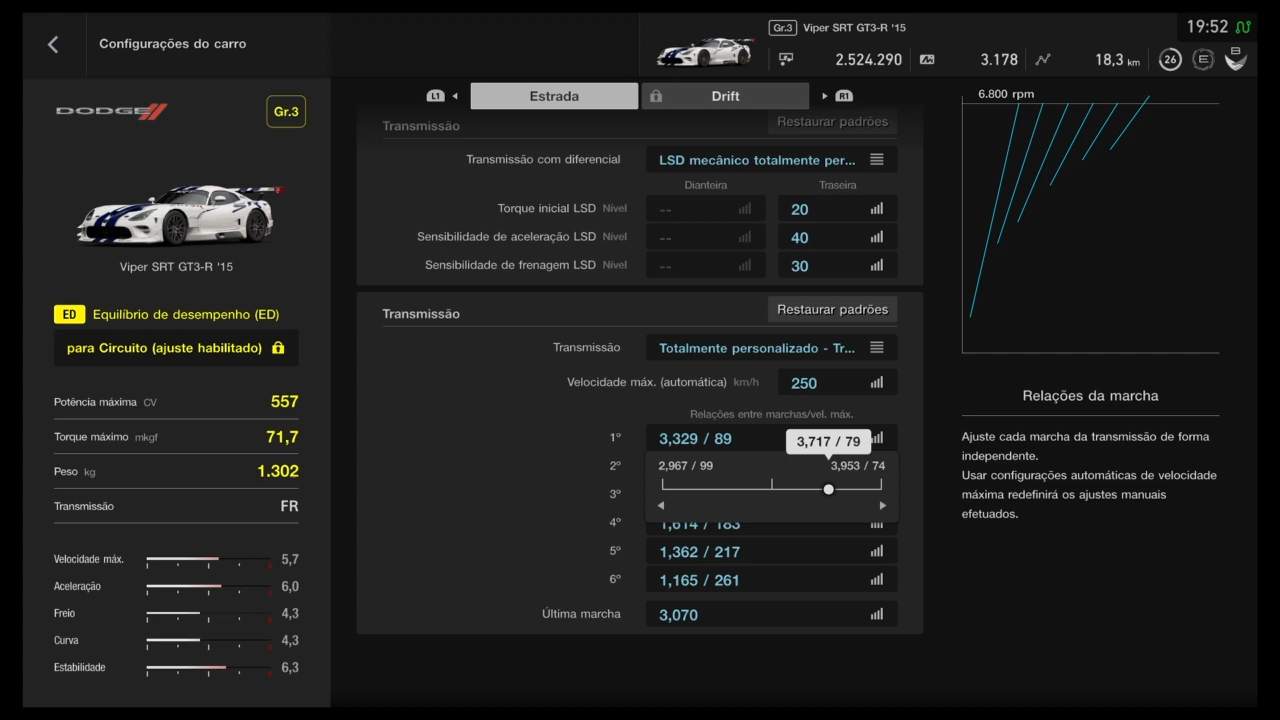 Configurações do carro
Gr.3 Viper SRT GT3-R '15
2.524.290 3.178 18,3 km 26 E B
19:52
DODGE
Gr.3
Viper SRT GT3-R '15
ED Equilíbrio de desempenho (ED)
para Circuito (ajuste habilitado)
Potência máxima CV 557
Torque máximo mkgf 71,7
Peso kg 1.302
Transmissão FR
Velocidade máx. 5,7
Aceleração 6,0
Freio 4,3
Curva 4,3
Estabilidade 6,3
L1 Estrada Drift R1
Transmissão Restaurar padrões
Transmissão com diferencial LSD mecânico totalmente per...
Dianteira Traseira
Torque inicial LSD Nível -- 20
Sensibilidade de aceleração LSD Nível -- 40
Sensibilidade de frenagem LSD Nível -- 30
Transmissão Restaurar padrões
Transmissão Totalmente personalizado - Tr...
Velocidade máx. (automática) km/h 250
Relações entre marchas/vel. máx.
1º 3,329 / 89
3,717 / 79
2º 2,967 / 99 3,953 / 74
3º
4º 1,614 / 183
5º 1,362 / 217
6º 1,165 / 261
Última marcha 3,070
6.800 rpm
Relações da marcha
Ajuste cada marcha da transmissão de forma
independente.
Usar configurações automáticas de velocidade
máxima redefinirá os ajustes manuais
efetuados.